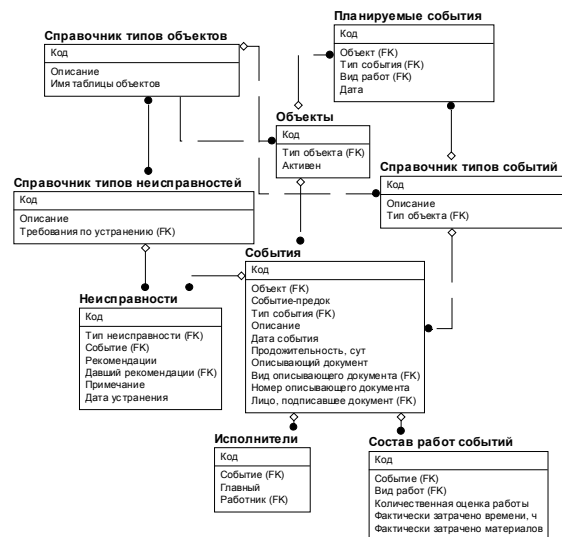 Справочник типов объектов
Код
Описание
Имя таблицы объектов
Планируемые события
Код
Объект (FK)
Тип события (FK)
Вид работ (FK)
Дата
Объекты
Код
Тип объекта (FK)
Активен
Справочник типов неисправностей
Код
Описание
Требования по устранению (FK)
Справочник типов событий
Код
Описание
Тип объекта (FK)
События
Код
Объект (FK)
Событие-предок
Тип события (FK)
Описание
Дата события
Продожительность, сут
Описывающий документ
Вид описывающего документа (FK)
Номер описывающего документа
Лицо, подписавшее документ (FK)
Неисправности
Код
Тип неисправности (FK)
Событие (FK)
Рекомендации
Давший рекомендации (FK)
Примечание
Дата устранения
Исполнители
Код
Событие (FK)
Главный
Работник (FK)
Состав работ событий
Код
Событие (FK)
Вид работ (FK)
Количественная оценка работы
Фактически затрачено времени, ч
Фактически затрачено материалов